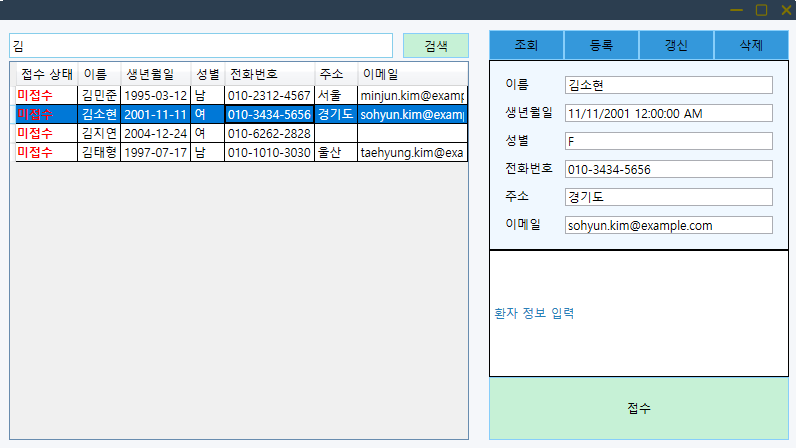 김
검색
접수 상태 이름 생년월일 성별 전화번호 주소 이메일
미접수 김민준 1995-03-12 남 010-2312-4567 서울 minjun.kim@examp
미접수 김소현 2001-11-11 여 010-3434-5656 경기도 sohyun.kim@examp
미접수 김지연 2004-12-24 여 010-6262-2828
미접수 김태형 1997-07-17 남 010-1010-3030 울산 taehyung.kim@exa
조회 등록 갱신 삭제
이름 김소현
생년월일 11/11/2001 12:00:00 AM
성별 F
전화번호 010-3434-5656
주소 경기도
이메일 sohyun.kim@example.com
환자 정보 입력
접수